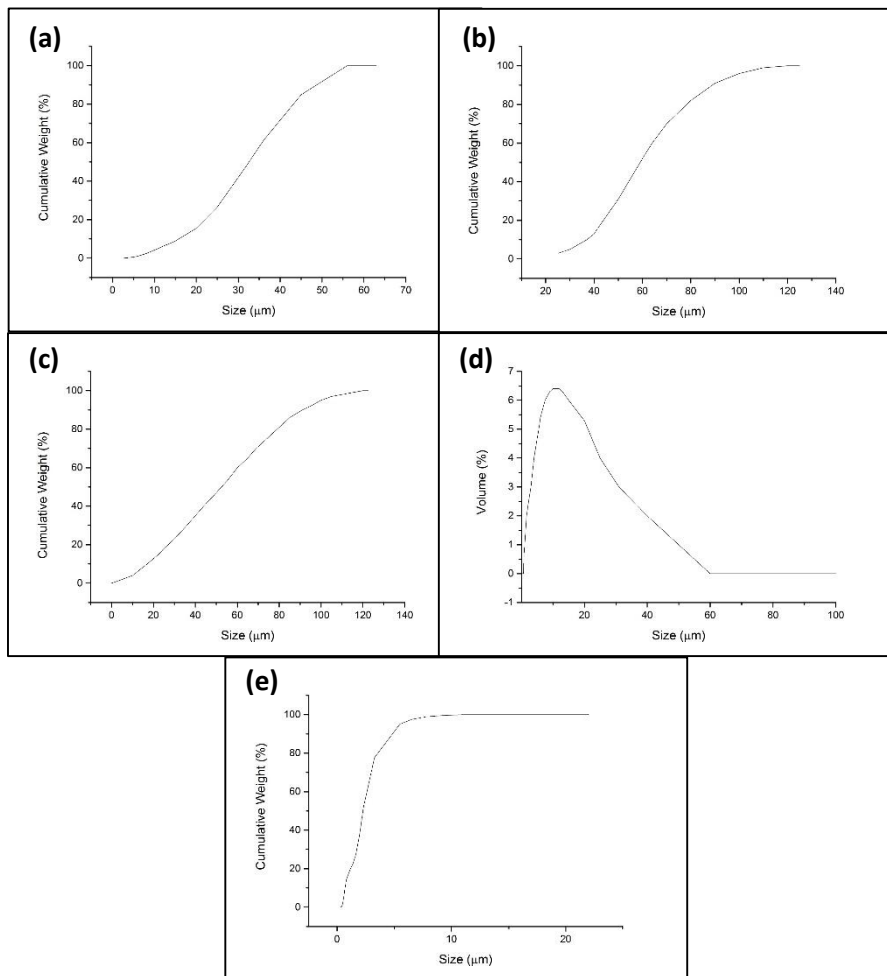 (a)
Cumulative Weight (%)
100
80
60
40
20
0
0 10 20 30 40 50 60 70
Size (μm)
(b)
Cumulative Weight (%)
100
80
60
40
20
0
20 40 60 80 100 120 140
Size (μm)
(c)
Cumulative Weight (%)
100
80
60
40
20
0
0 20 40 60 80 100 120 140
Size (μm)
(d)
Volume (%)
7
6
5
4
3
2
1
0
-1
20 40 60 80 100
Size (μm)
(e)
Cumulative Weight (%)
100
80
60
40
20
0
0 10 20
Size (μm)